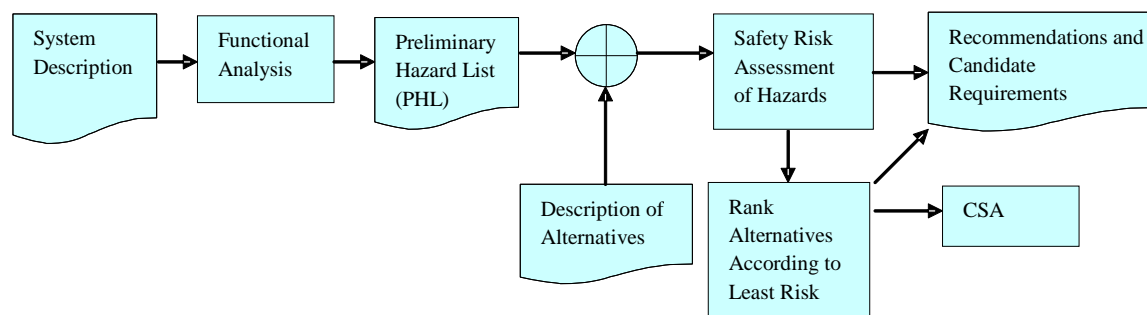 System
Description
Functional
Analysis
Preliminary
Hazard List
(PHL)
Safety Risk
Assessment
of Hazards
Recommendations and
Candidate
Requirements
Description of
Alternatives
Rank
Alternatives
According to
Least Risk
CSA